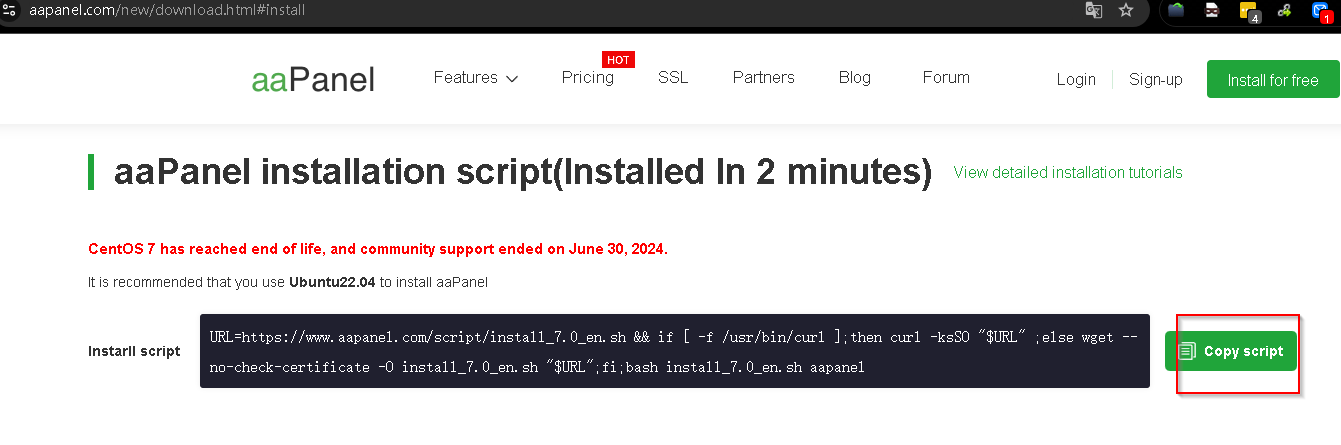 aapanel.com/new/download.html#install
4
1
aaPanel
Features
Pricing
HOT
SSL
Partners
Blog
Forum
Login
Sign-up
Install for free
aaPanel installation script(Installed In 2 minutes)
View detailed installation tutorials
CentOS 7 has reached end of life, and community support ended on June 30, 2024.
It is recommended that you use Ubuntu22.04 to install aaPanel
Instarll script
URL=https://www.aapanel.com/script/install_7.0_en.sh && if [ -f /usr/bin/curl ];then curl -ksSO "$URL" ;else wget --
no-check-certificate -O install_7.0_en.sh "$URL";fi;bash install_7.0_en.sh aapanel
Copy script